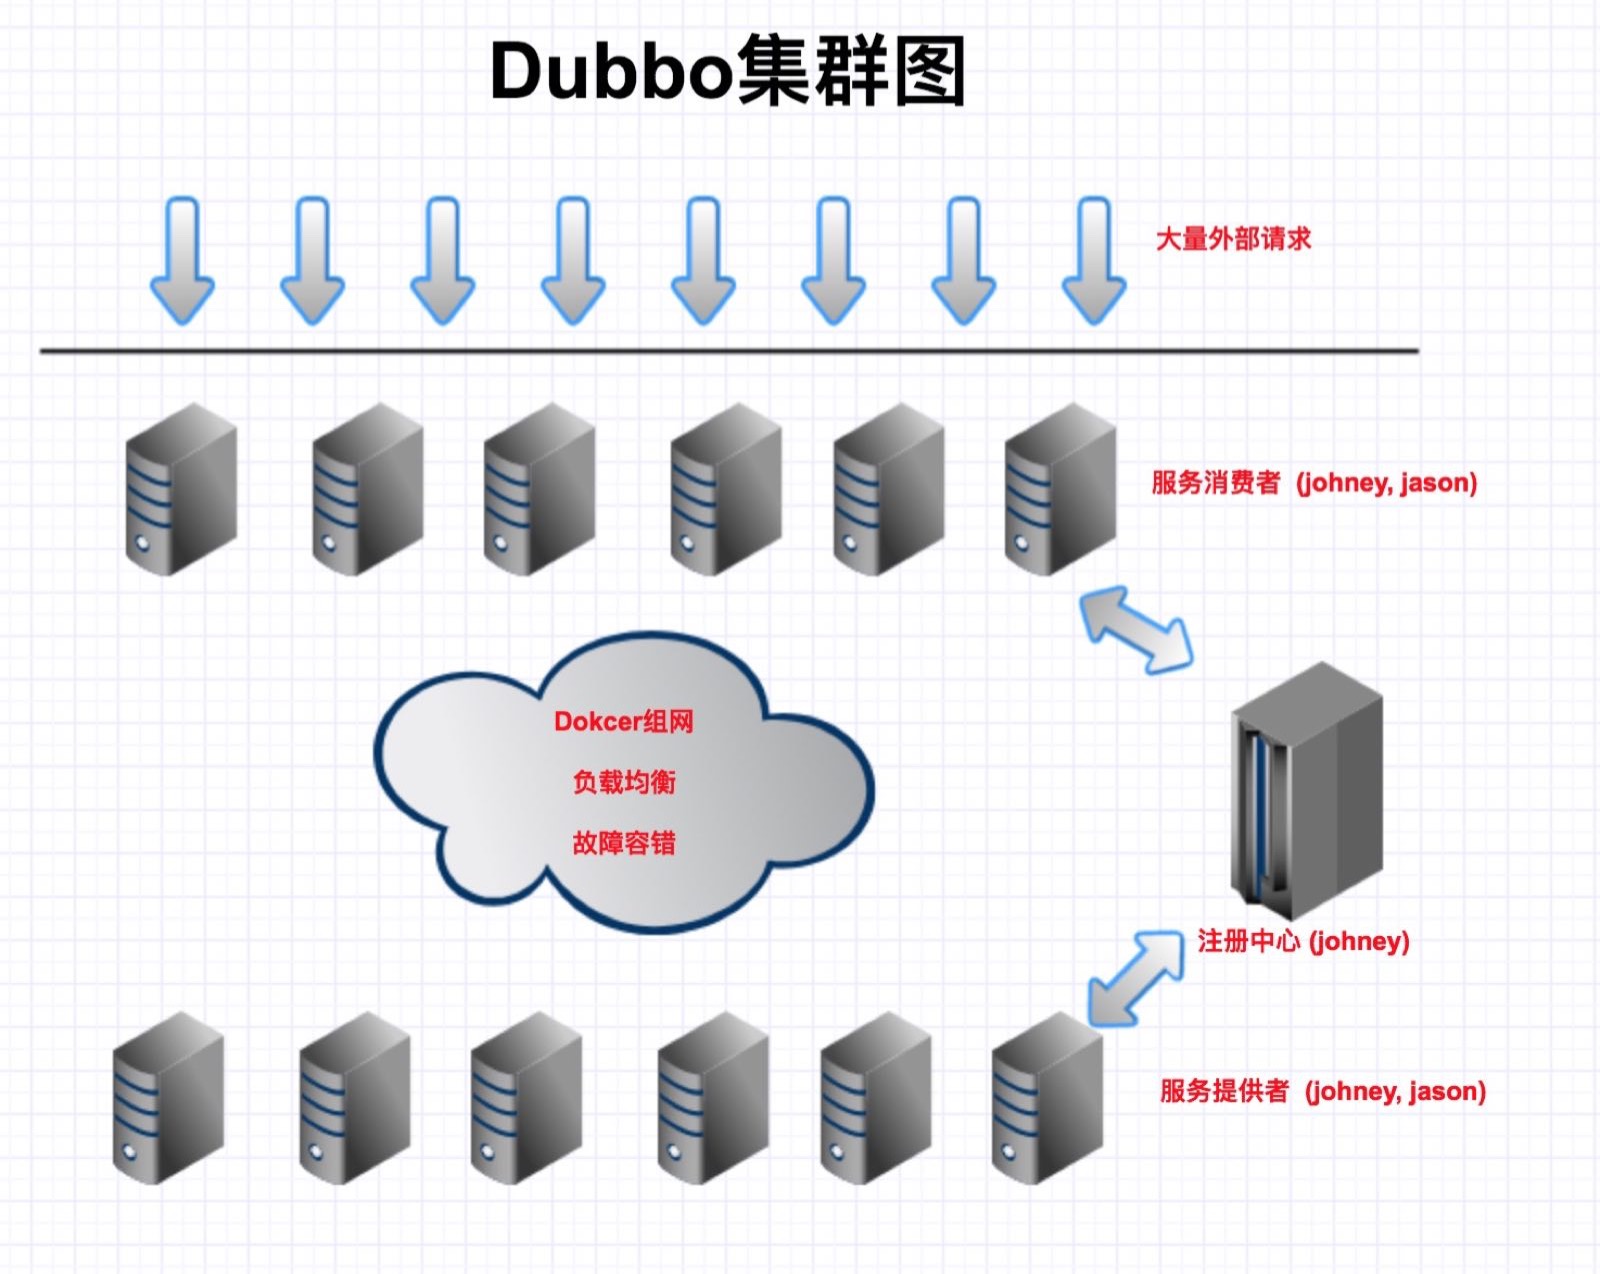 Dubbo集群图
大量外部请求
服务消费者 (johney, jason)
Dokcer组网
负载均衡
故障容错
注册中心 (johney)
服务提供者 (johney, jason)